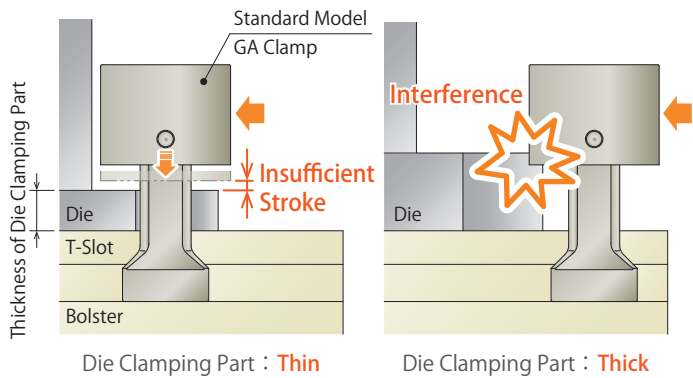 Standard Model
GA Clamp
Insufficient
Stroke
Thickness of Die Clamping Part
Die
T-Slot
Bolster
Die Clamping Part：Thin
Interference
Die
Die Clamping Part：Thick